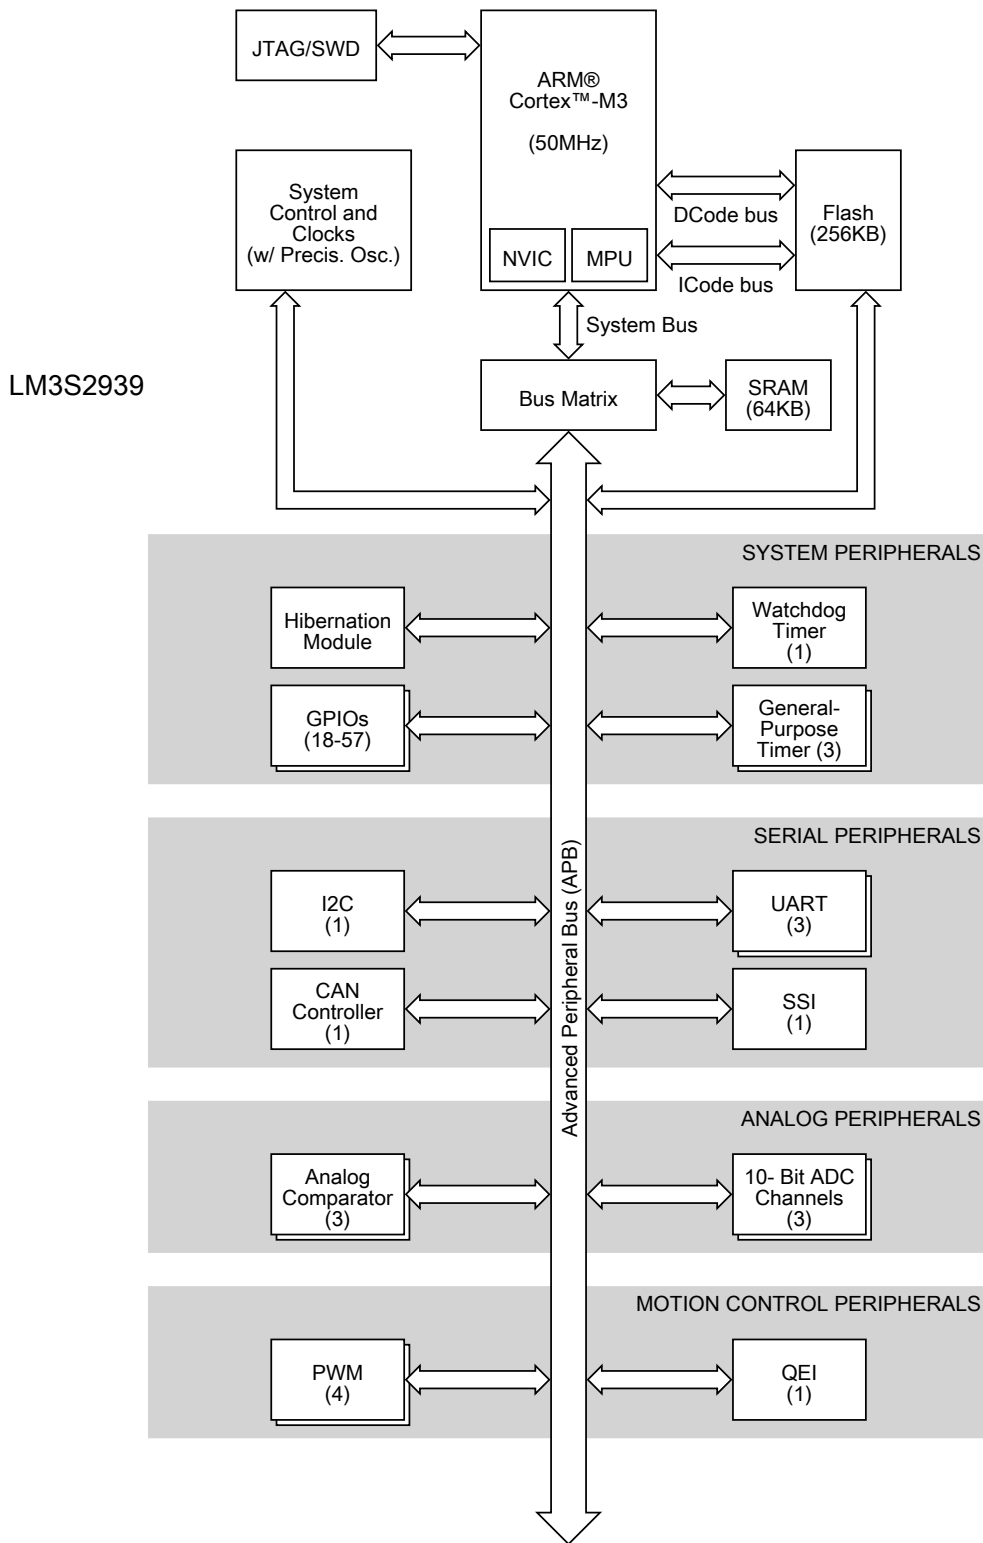 JTAG/SWD
ARM®
Cortex™-M3
(50MHz)
System
Control and
Clocks
(w/ Precis. Osc.)
DCode bus
Flash
(256KB)
NVIC
MPU
ICode bus
System Bus
LM3S2939
Bus Matrix
SRAM
(64KB)
SYSTEM PERIPHERALS
Hibernation
Module
Watchdog
Timer
(1)
GPIOs
(18-57)
General-
Purpose
Timer (3)
Advanced Peripheral Bus (APB)
SERIAL PERIPHERALS
I2C
(1)
UART
(3)
CAN
Controller
(1)
SSI
(1)
ANALOG PERIPHERALS
Analog
Comparator
(3)
10- Bit ADC
Channels
(3)
MOTION CONTROL PERIPHERALS
PWM
(4)
QEI
(1)